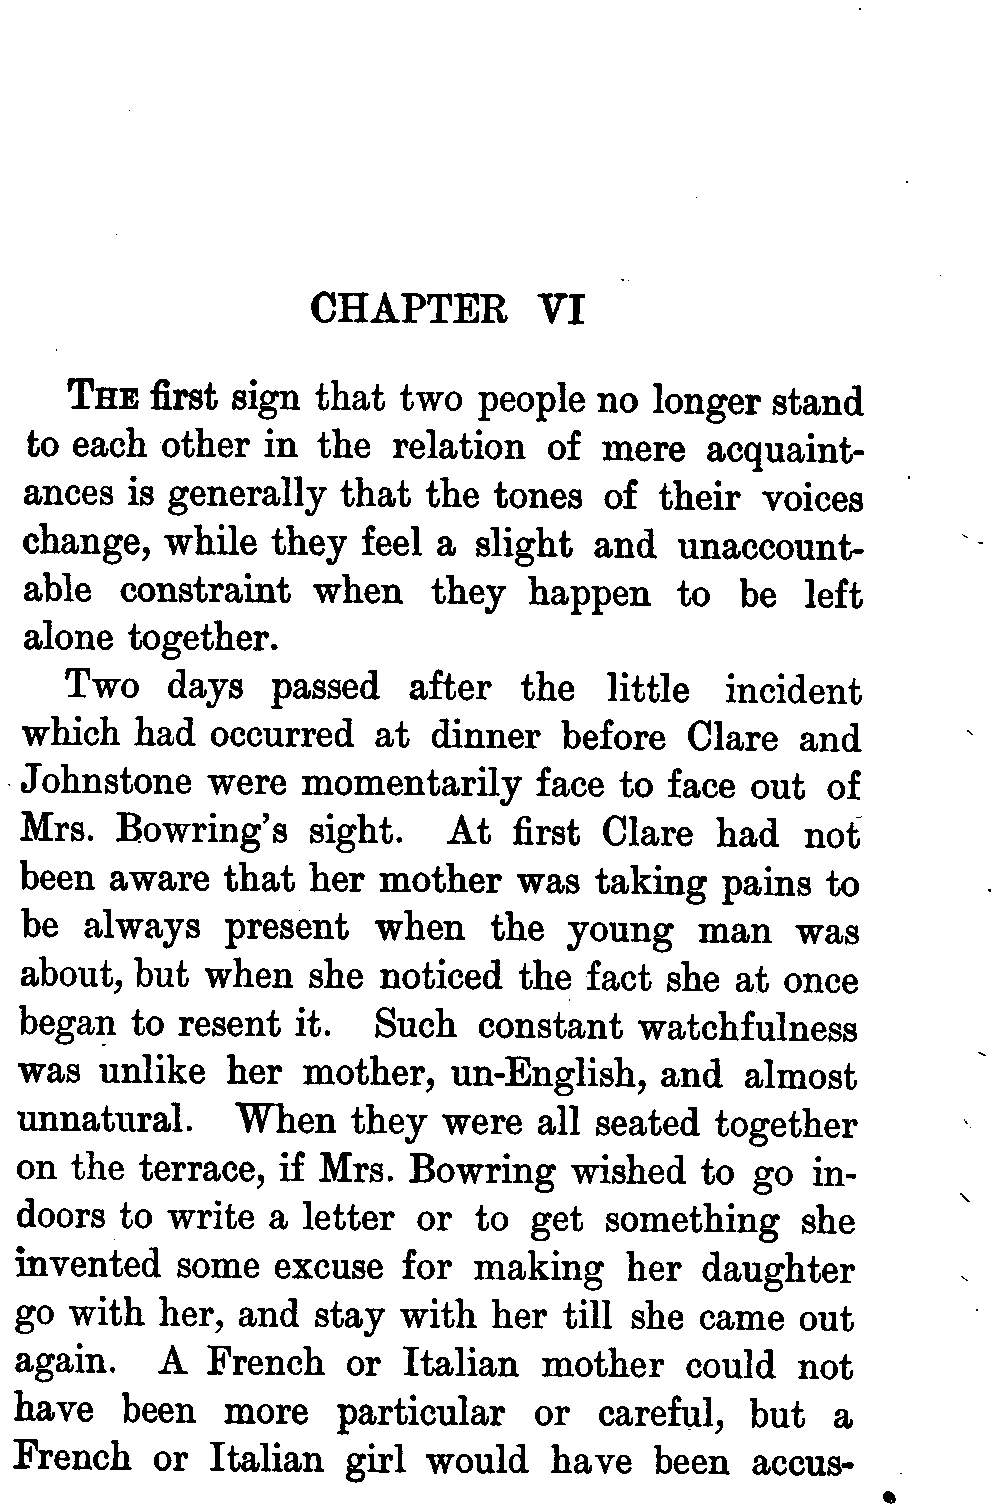 CHAPTER VI
THE first sign that two people no longer stand
to each other in the relation of mere acquaint-
ances is generally that the tones of their voices
change, while they feel a slight and unaccount-
able constraint when they happen to be left
alone together.
Two days passed after the little incident
which had occurred at dinner before Clare and
Johnstone were momentarily face to face out of
Mrs. Bowring's sight. At first Clare had not
been aware that her mother was taking pains to
be always present when the young man was
about, but when she noticed the fact she at once
began to resent it. Such constant watchfulness
was unlike her mother, un-English, and almost
unnatural. When they were all seated together
on the terrace, if Mrs. Bowring wished to go in-
doors to write a letter or to get something she
invented some excuse for making her daughter
go with her, and stay with her till she came out
again. A French or Italian mother could not
have been more particular or careful, but a
French or Italian girl would have been accus-